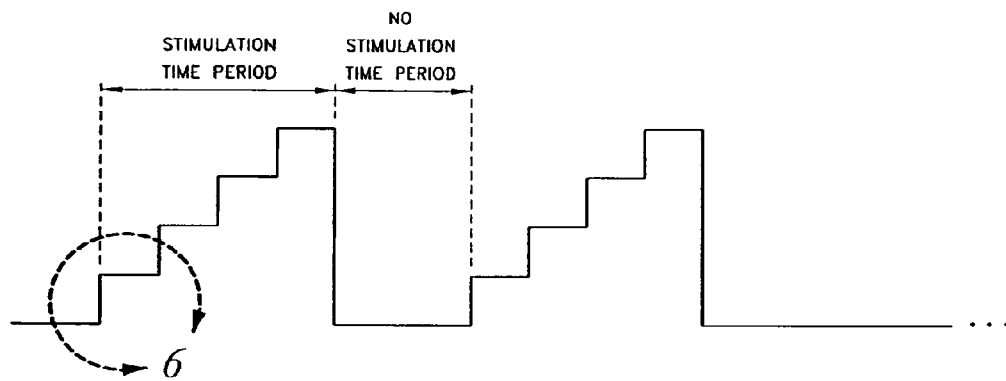 STIMULATION
TIME PERIOD
NO
STIMULATION
TIME PERIOD
6
...